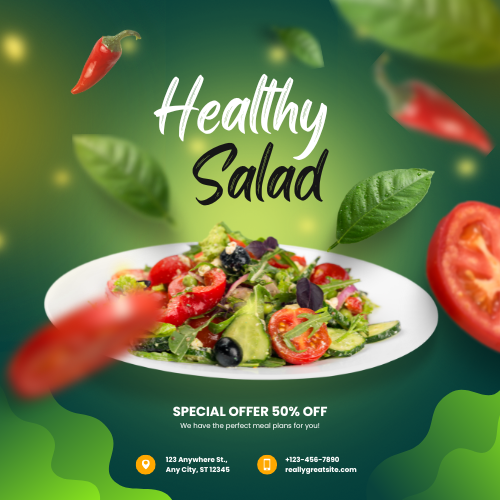 Healthy
Salad
SPECIAL OFFER 50% OFF
We have the perfect meal plans for you!
123 Anywhere St.,
Any City, ST 12345
+123-456-7890
reallygreatsite.com